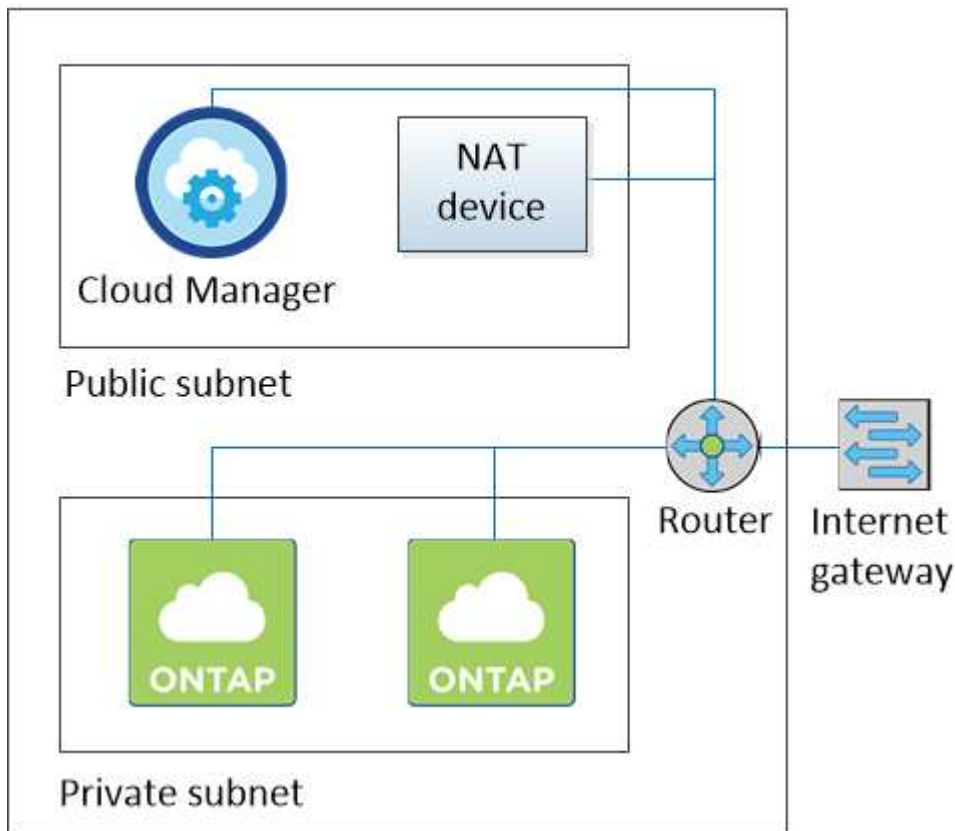 NAT
device
Cloud Manager
Public subnet
Router
Internet
gateway
ONTAP
ONTAP
Private subnet